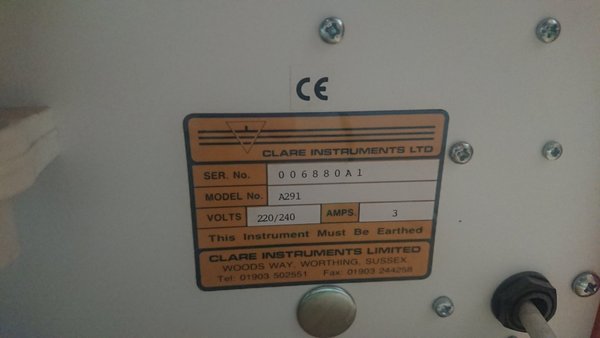 CE
CLARE INSTRUMENTS LTD
SER. No. 006880A1
MODEL No. A291
VOLTS 220/240 AMPS. 3
This Instrument Must Be Earthed
CLARE INSTRUMENTS LIMITED
WOODS WAY, WORTHING, SUSSEX.
Tel: 01903 502551 Fax: 01903 244258